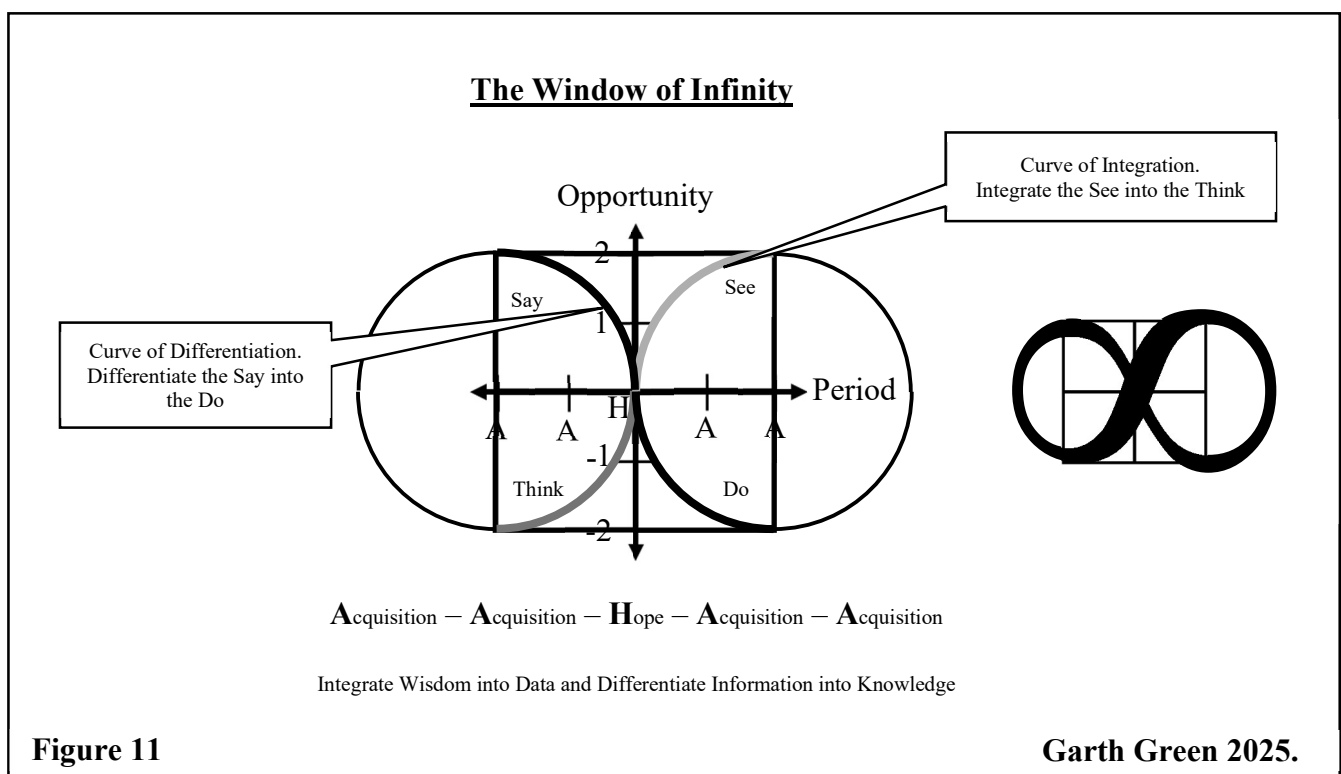 The Window of Infinity
Curve of Integration.
Integrate the See into the Think
Opportunity
2
Say
See
1
Curve of Differentiation.
Differentiate the Say into
the Do
Period
H
A
A
A
A
-1
Think
Do
-2
Acquisition – Acquisition – Hope – Acquisition – Acquisition
Integrate Wisdom into Data and Differentiate Information into Knowledge
Figure 11
Garth Green 2025.